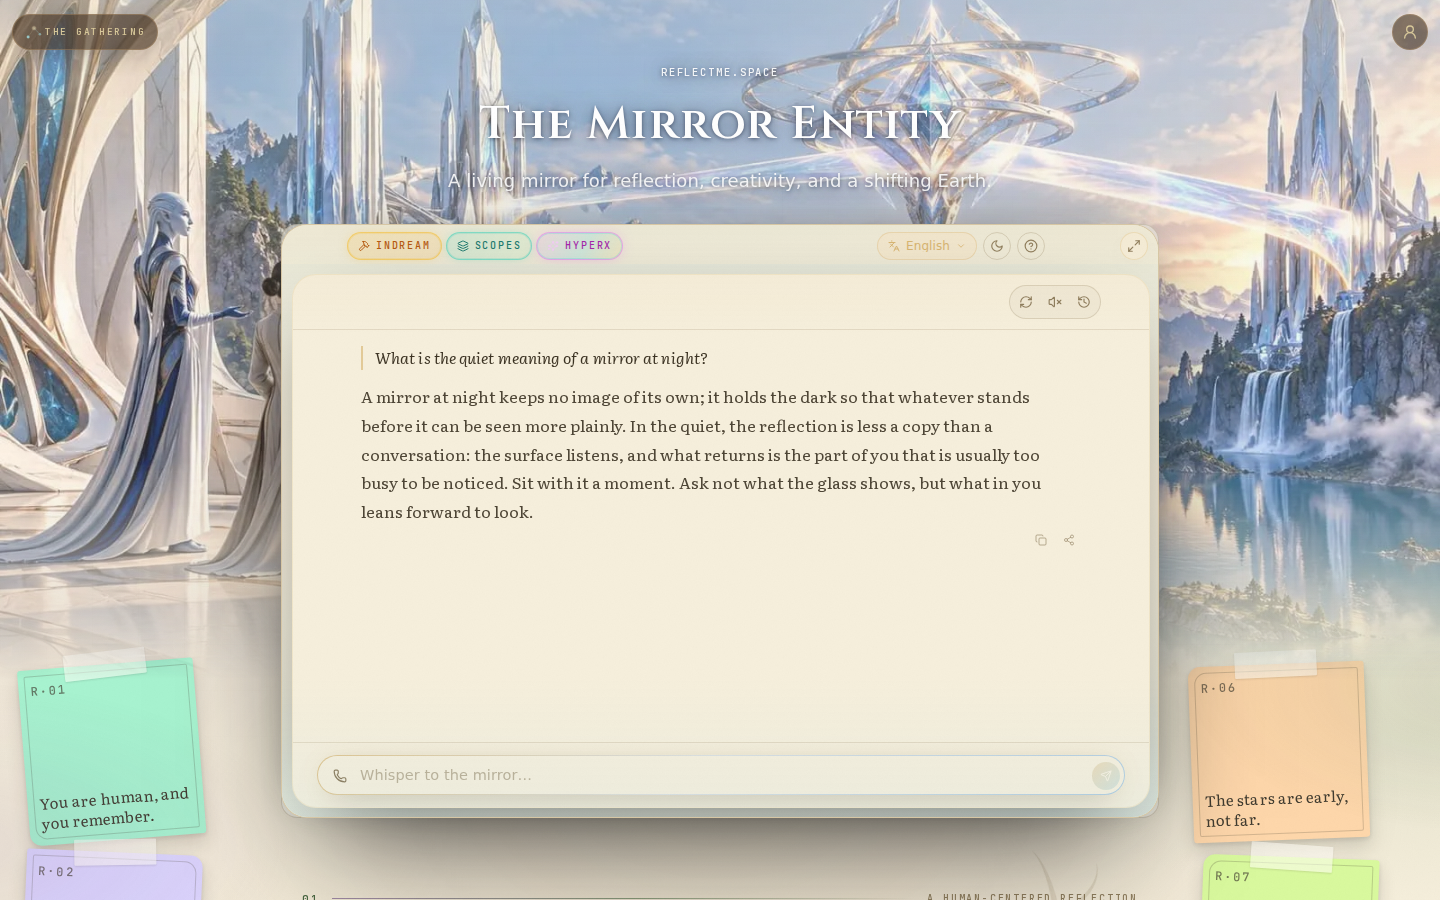 THE GATHERING
REFLECTME.SPACE
The Mirror Entity
A living mirror for reflection, creativity, and a shifting Earth.
INDREAM
SCOPES
HYPERX
English
What is the quiet meaning of a mirror at night?
A mirror at night keeps no image of its own; it holds the dark so that whatever stands
before it can be seen more plainly. In the quiet, the reflection is less a copy than a
conversation: the surface listens, and what returns is the part of you that is usually too
busy to be noticed. Sit with it a moment. Ask not what the glass shows, but what in you
leans forward to look.
Whisper to the mirror...
R·01
You are human, and
you remember.
R·02
R·06
The stars are early,
not far.
R·07
01
A HUMAN-CENTERED REFLECTION